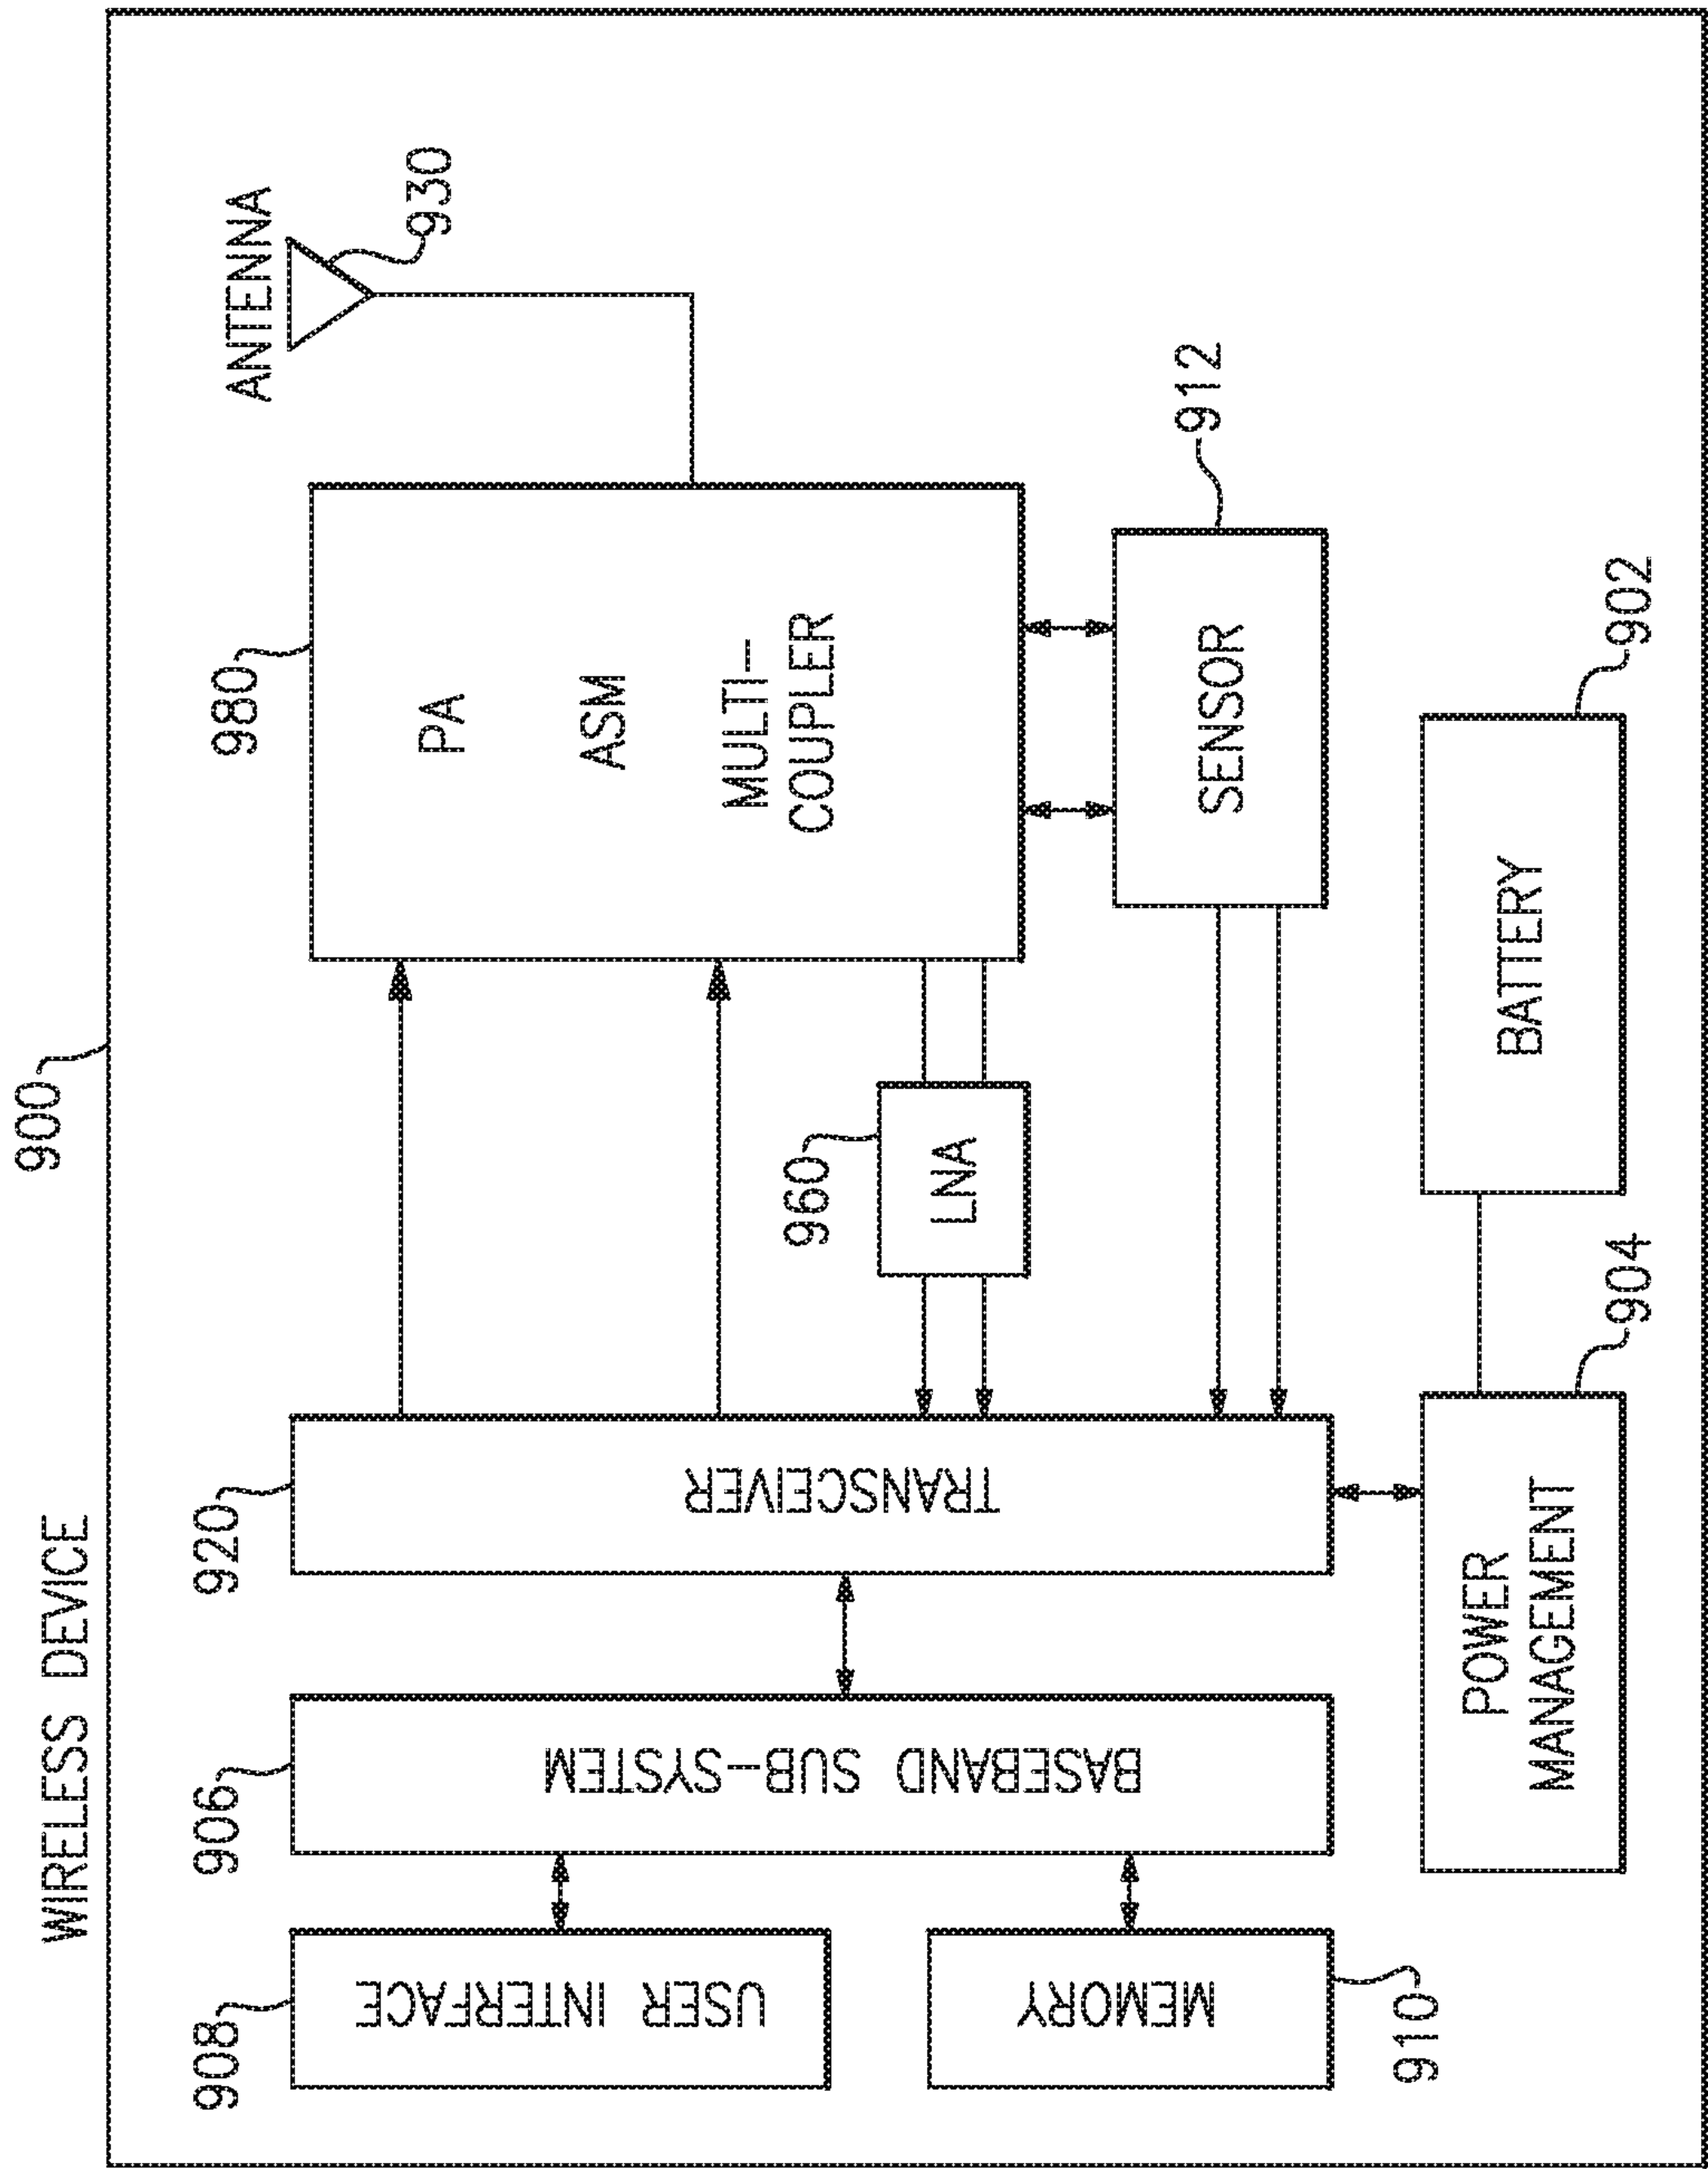 WIRELESS DEVICE
900
908
USER INTERFACE
906
BASEBAND SUB-SYSTEM
920
TRANSCEIVER
MEMORY
910
960
LNA
980
PA
ASM
MULTI-
COUPLER
ANTENNA
930
SENSOR
912
POWER
MANAGEMENT
904
BATTERY
902